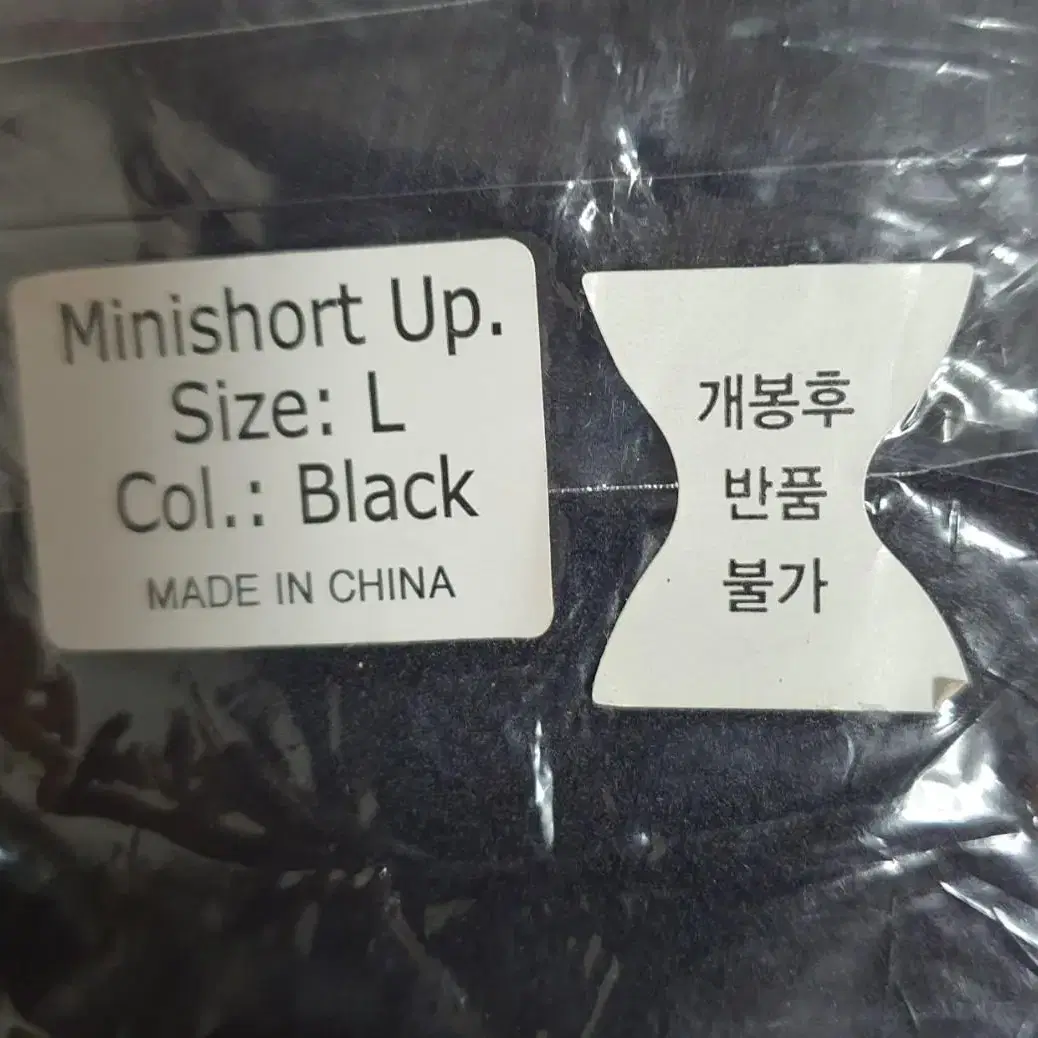 Minishort Up.
Size: L
Col.: Black
MADE IN CHINA
개봉후
반품
불가